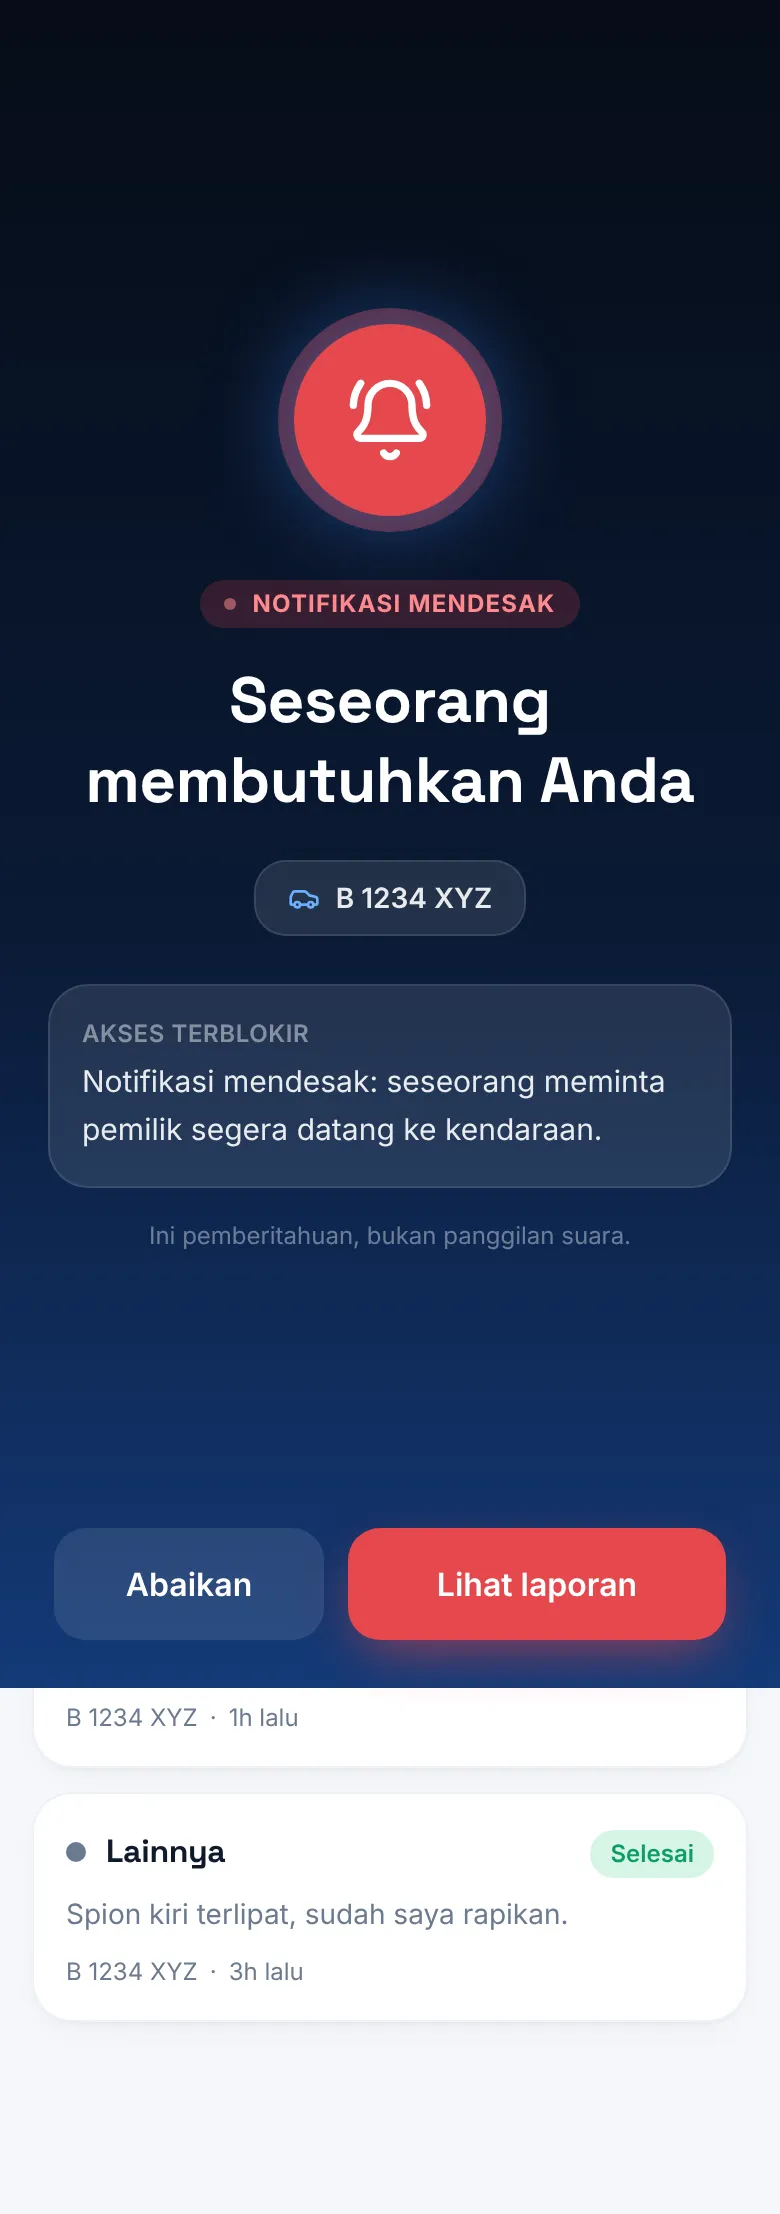 NOTIFIKASI MENDESAK
Seseorang
membutuhkan Anda
B 1234 XYZ
AKSES TERBLOKIR
Notifikasi mendesak: seseorang meminta
pemilik segera datang ke kendaraan.
Ini pemberitahuan, bukan panggilan suara.
Abaikan
Lihat laporan
B 1234 XYZ · 1h lalu
Lainnya
Selesai
Spion kiri terlipat, sudah saya rapikan.
B 1234 XYZ · 3h lalu